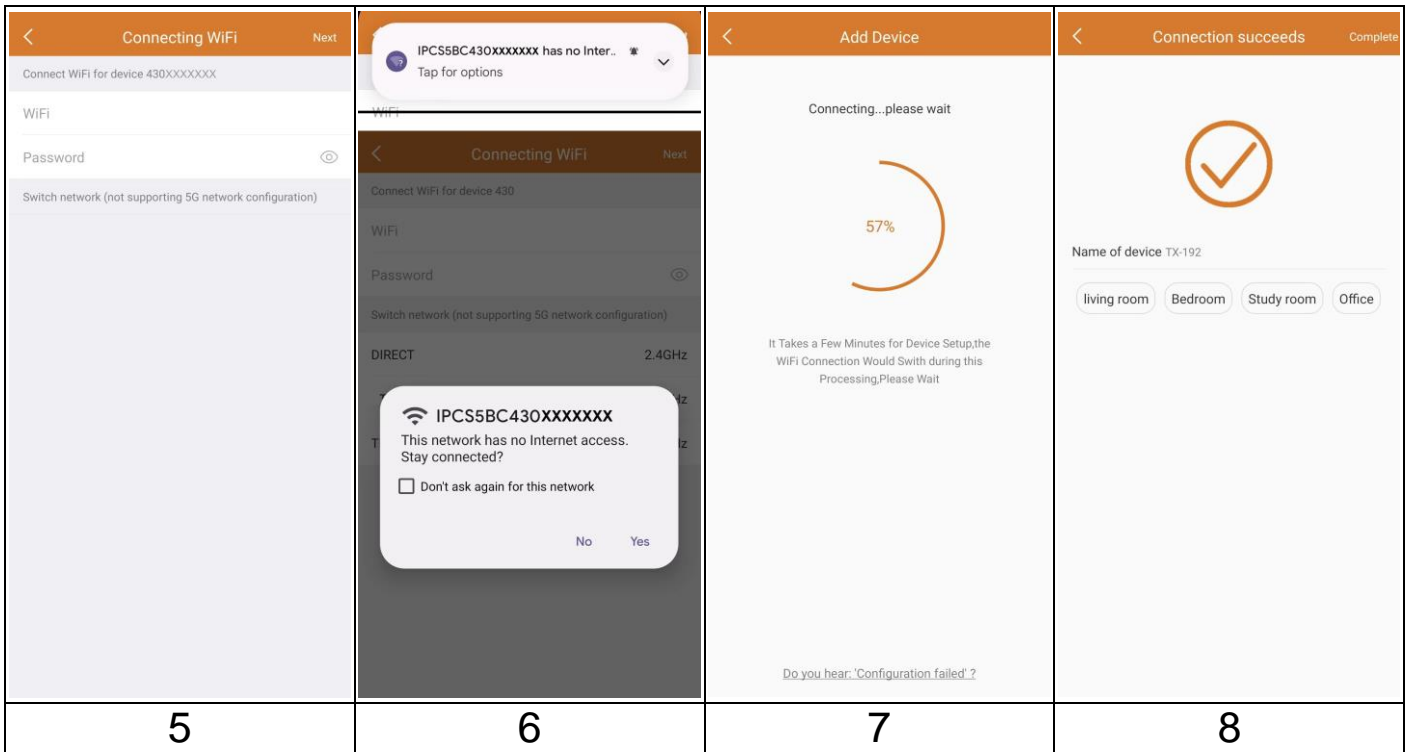 Connecting WiFi
Next
Connect WiFi for device 430XXXXXXX
WiFi
Password
Switch network (not supporting 5G network configuration)
5
IPCS5BC430XXXXXXX has no Inter..
Tap for options
WiFi
Connecting WiFi
Next
Connect WiFi for device 430
WiFi
Password
Switch network (not supporting 5G network configuration)
DIRECT
2.4GHz
Hz
T
Hz
IPCS5BC430XXXXXXX
This network has no Internet access.
Stay connected?
Don't ask again for this network
No
Yes
6
Add Device
Connecting...please wait
57%
It Takes a Few Minutes for Device Setup,the
WiFi Connection Would Swith during this
Processing,Please Wait
Do you hear: 'Configuration failed' ?
7
Connection succeeds
Complete
Name of device TX-192
living room
Bedroom
Study room
Office
8